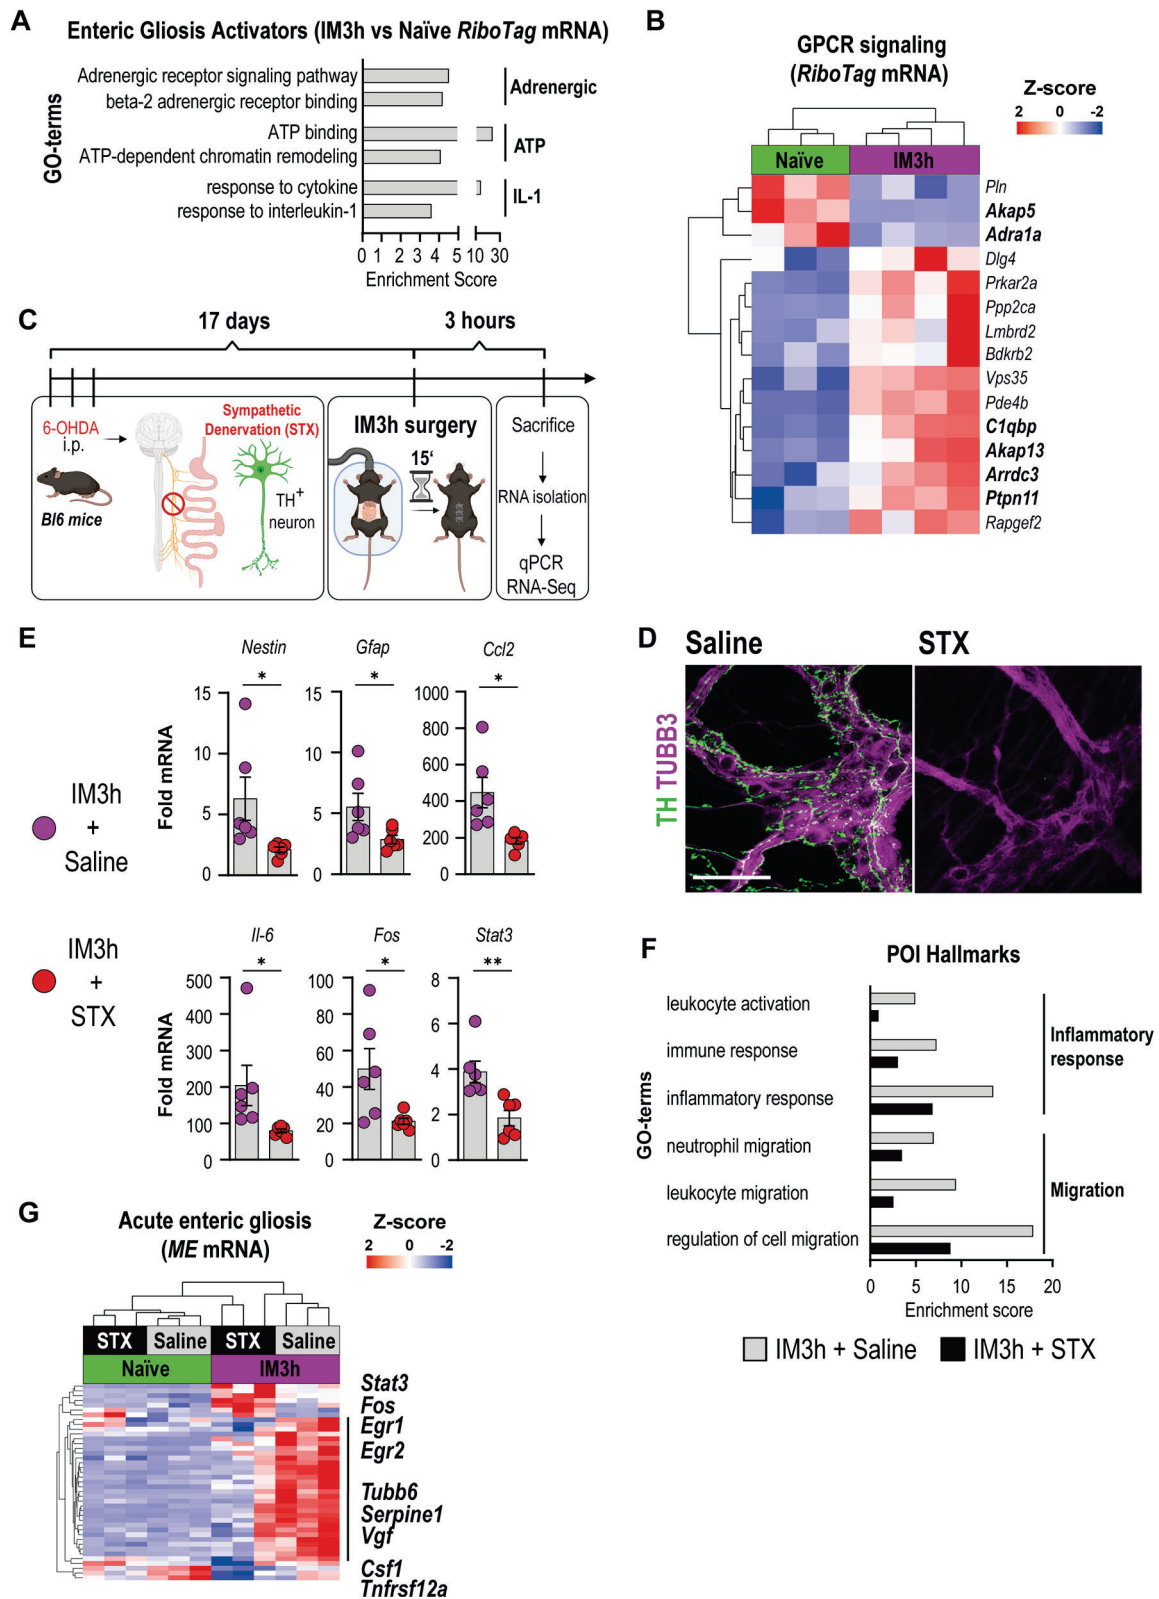 A
Enteric Gliosis Activators (IM3h vs Naïve RiboTag mRNA)
GO-terms
Adrenergic receptor signaling pathway
beta-2 adrenergic receptor binding
Adrenergic
ATP binding
ATP-dependent chromatin remodeling
ATP
response to cytokine
response to interleukin-1
IL-1
0 1 2 3 4 5 10 30
Enrichment Score
B
GPCR signaling
(RiboTag mRNA)
Z-score
2 0 -2
Naïve IM3h
Pln
Akap5
Adra1a
Dlg4
Prkar2a
Ppp2ca
Lmbrd2
Bdkrb2
Vps35
Pde4b
C1qbp
Akap13
Arrdc3
Ptpn11
Rapgef2
C
17 days 3 hours
6-OHDA
i.p.
Bl6 mice
Sympathetic
Denervation (STX)
TH+
neuron
IM3h surgery
15‘
Sacrifice
RNA isolation
qPCR
RNA-Seq
E
IM3h
+
Saline
IM3h
+
STX
Nestin Gfap Ccl2
* * *
Fold mRNA
15 10 5 0
15 10 5 0
1000 800 600 400 200 0
Il-6 Fos Stat3
* * **
Fold mRNA
500 400 300 200 100 0
100 80 60 40 20 0
8 6 4 2 0
D
Saline STX
TH TUBB3
F
POI Hallmarks
GO-terms
leukocyte activation
immune response
inflammatory response
Inflammatory
response
neutrophil migration
leukocyte migration
regulation of cell migration
Migration
0 5 10 15 20
Enrichment score
IM3h + Saline IM3h + STX
G
Acute enteric gliosis
(ME mRNA)
Z-score
2 0 -2
STX Saline STX Saline
Naïve IM3h
Stat3
Fos
Egr1
Egr2
Tubb6
Serpine1
Vgf
Csf1
Tnfrsf12a